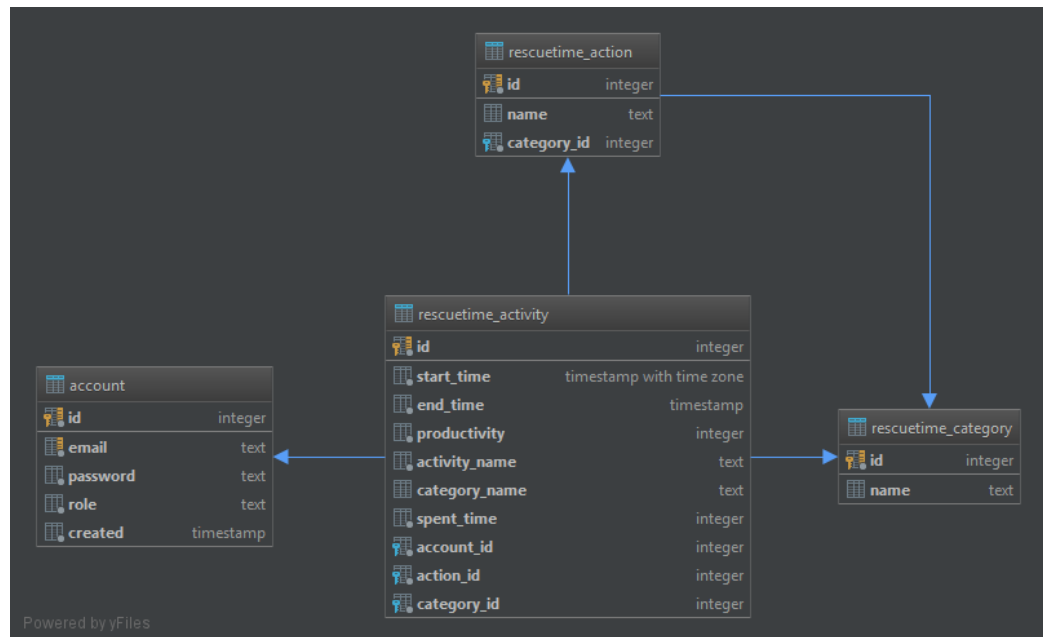 rescuetime_action
id integer
name text
category_id integer
rescuetime_activity
id integer
start_time timestamp with time zone
end_time timestamp
productivity integer
activity_name text
category_name text
spent_time integer
account_id integer
action_id integer
category_id integer
account
id integer
email text
password text
role text
created timestamp
rescuetime_category
id integer
name text
Powered by yFiles